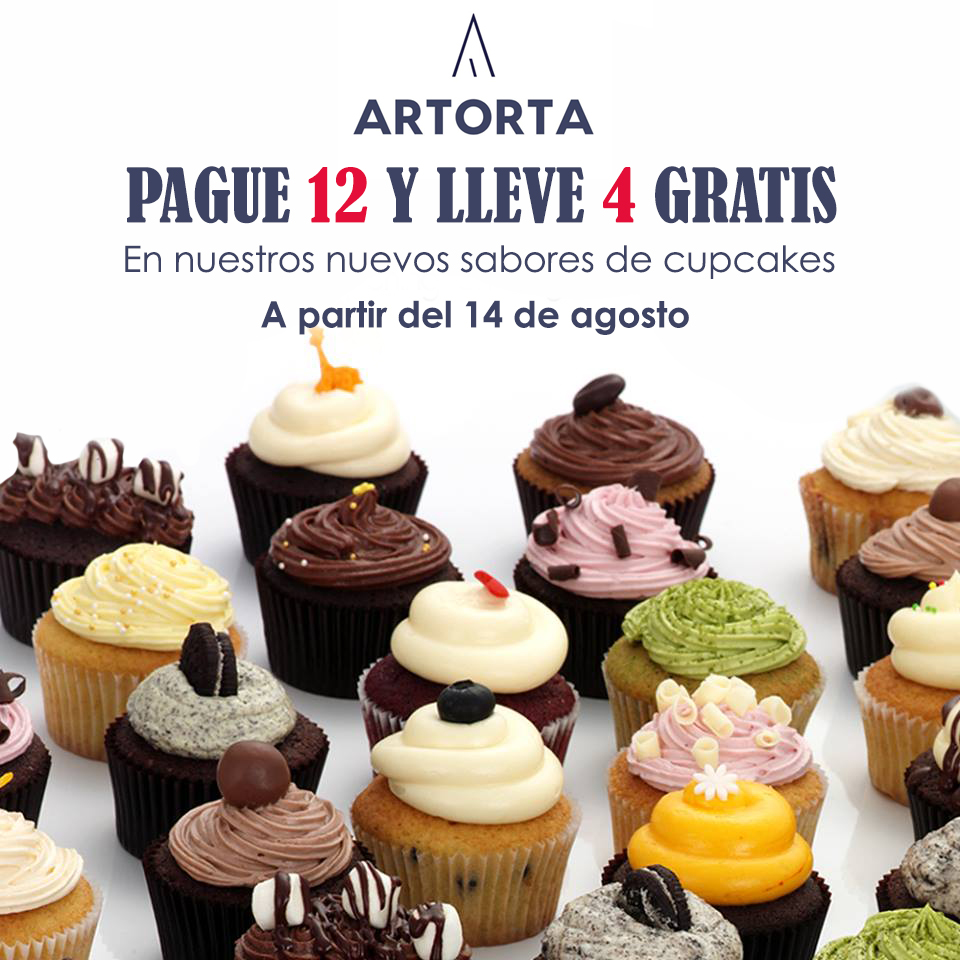 ARTORTA
PAGUE 12 Y LLEVE 4 GRATIS
En nuestros nuevos sabores de cupcakes
A partir del 14 de agosto